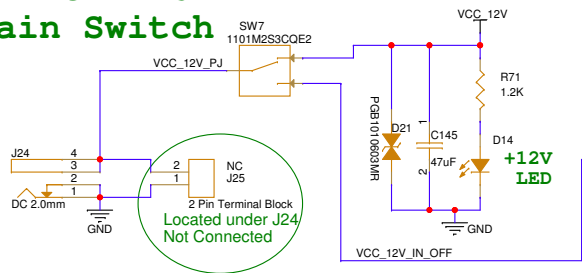 ain Switch
SW7
1101M2S3CQE2
VCC_12V
VCC_12V_PJ
R71
1.2K
PGB1010603MR
D21
1
C145
47uF
2
D14
+12V
LED
J24
4
3
2
1
DC 2.0mm
GND
2
1
NC
J25
2 Pin Terminal Block
Located under J24
Not Connected
GND
VCC_12V_IN_OFF